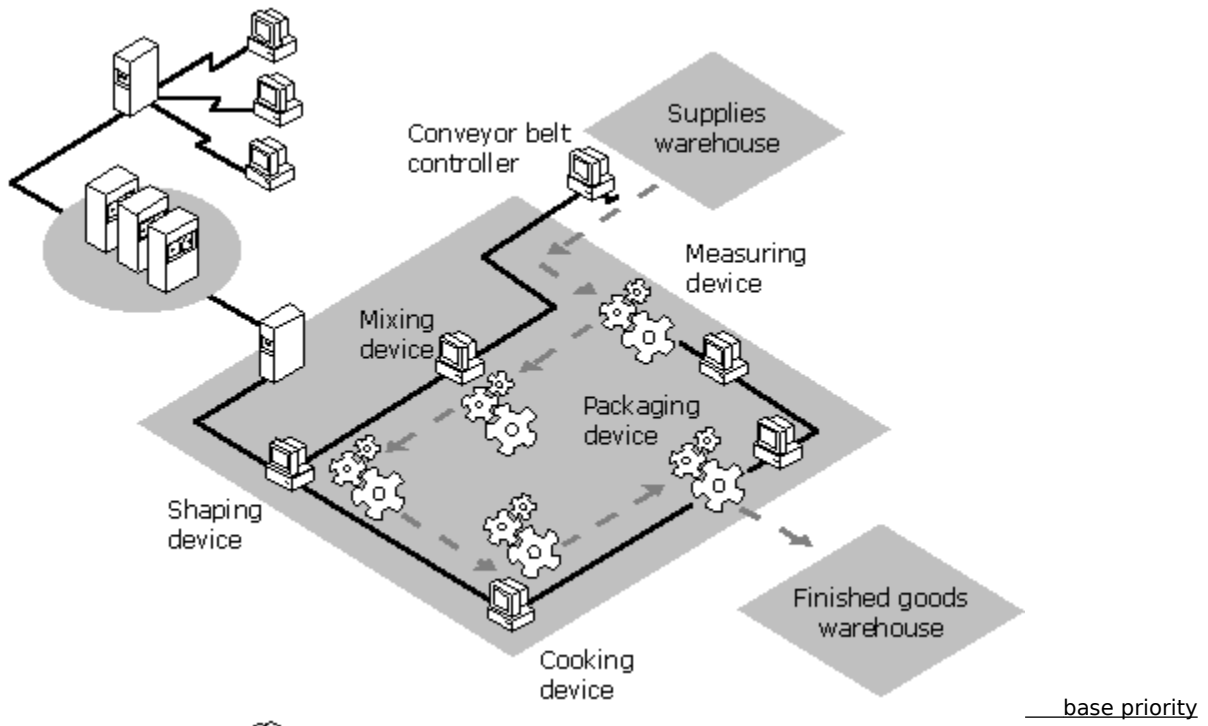 Supplies
warehouse
Conveyor belt
controller
Measuring
device
Mixing
device
Packaging
device
Shaping
device
Finished goods
warehouse
Cooking
device
base priority